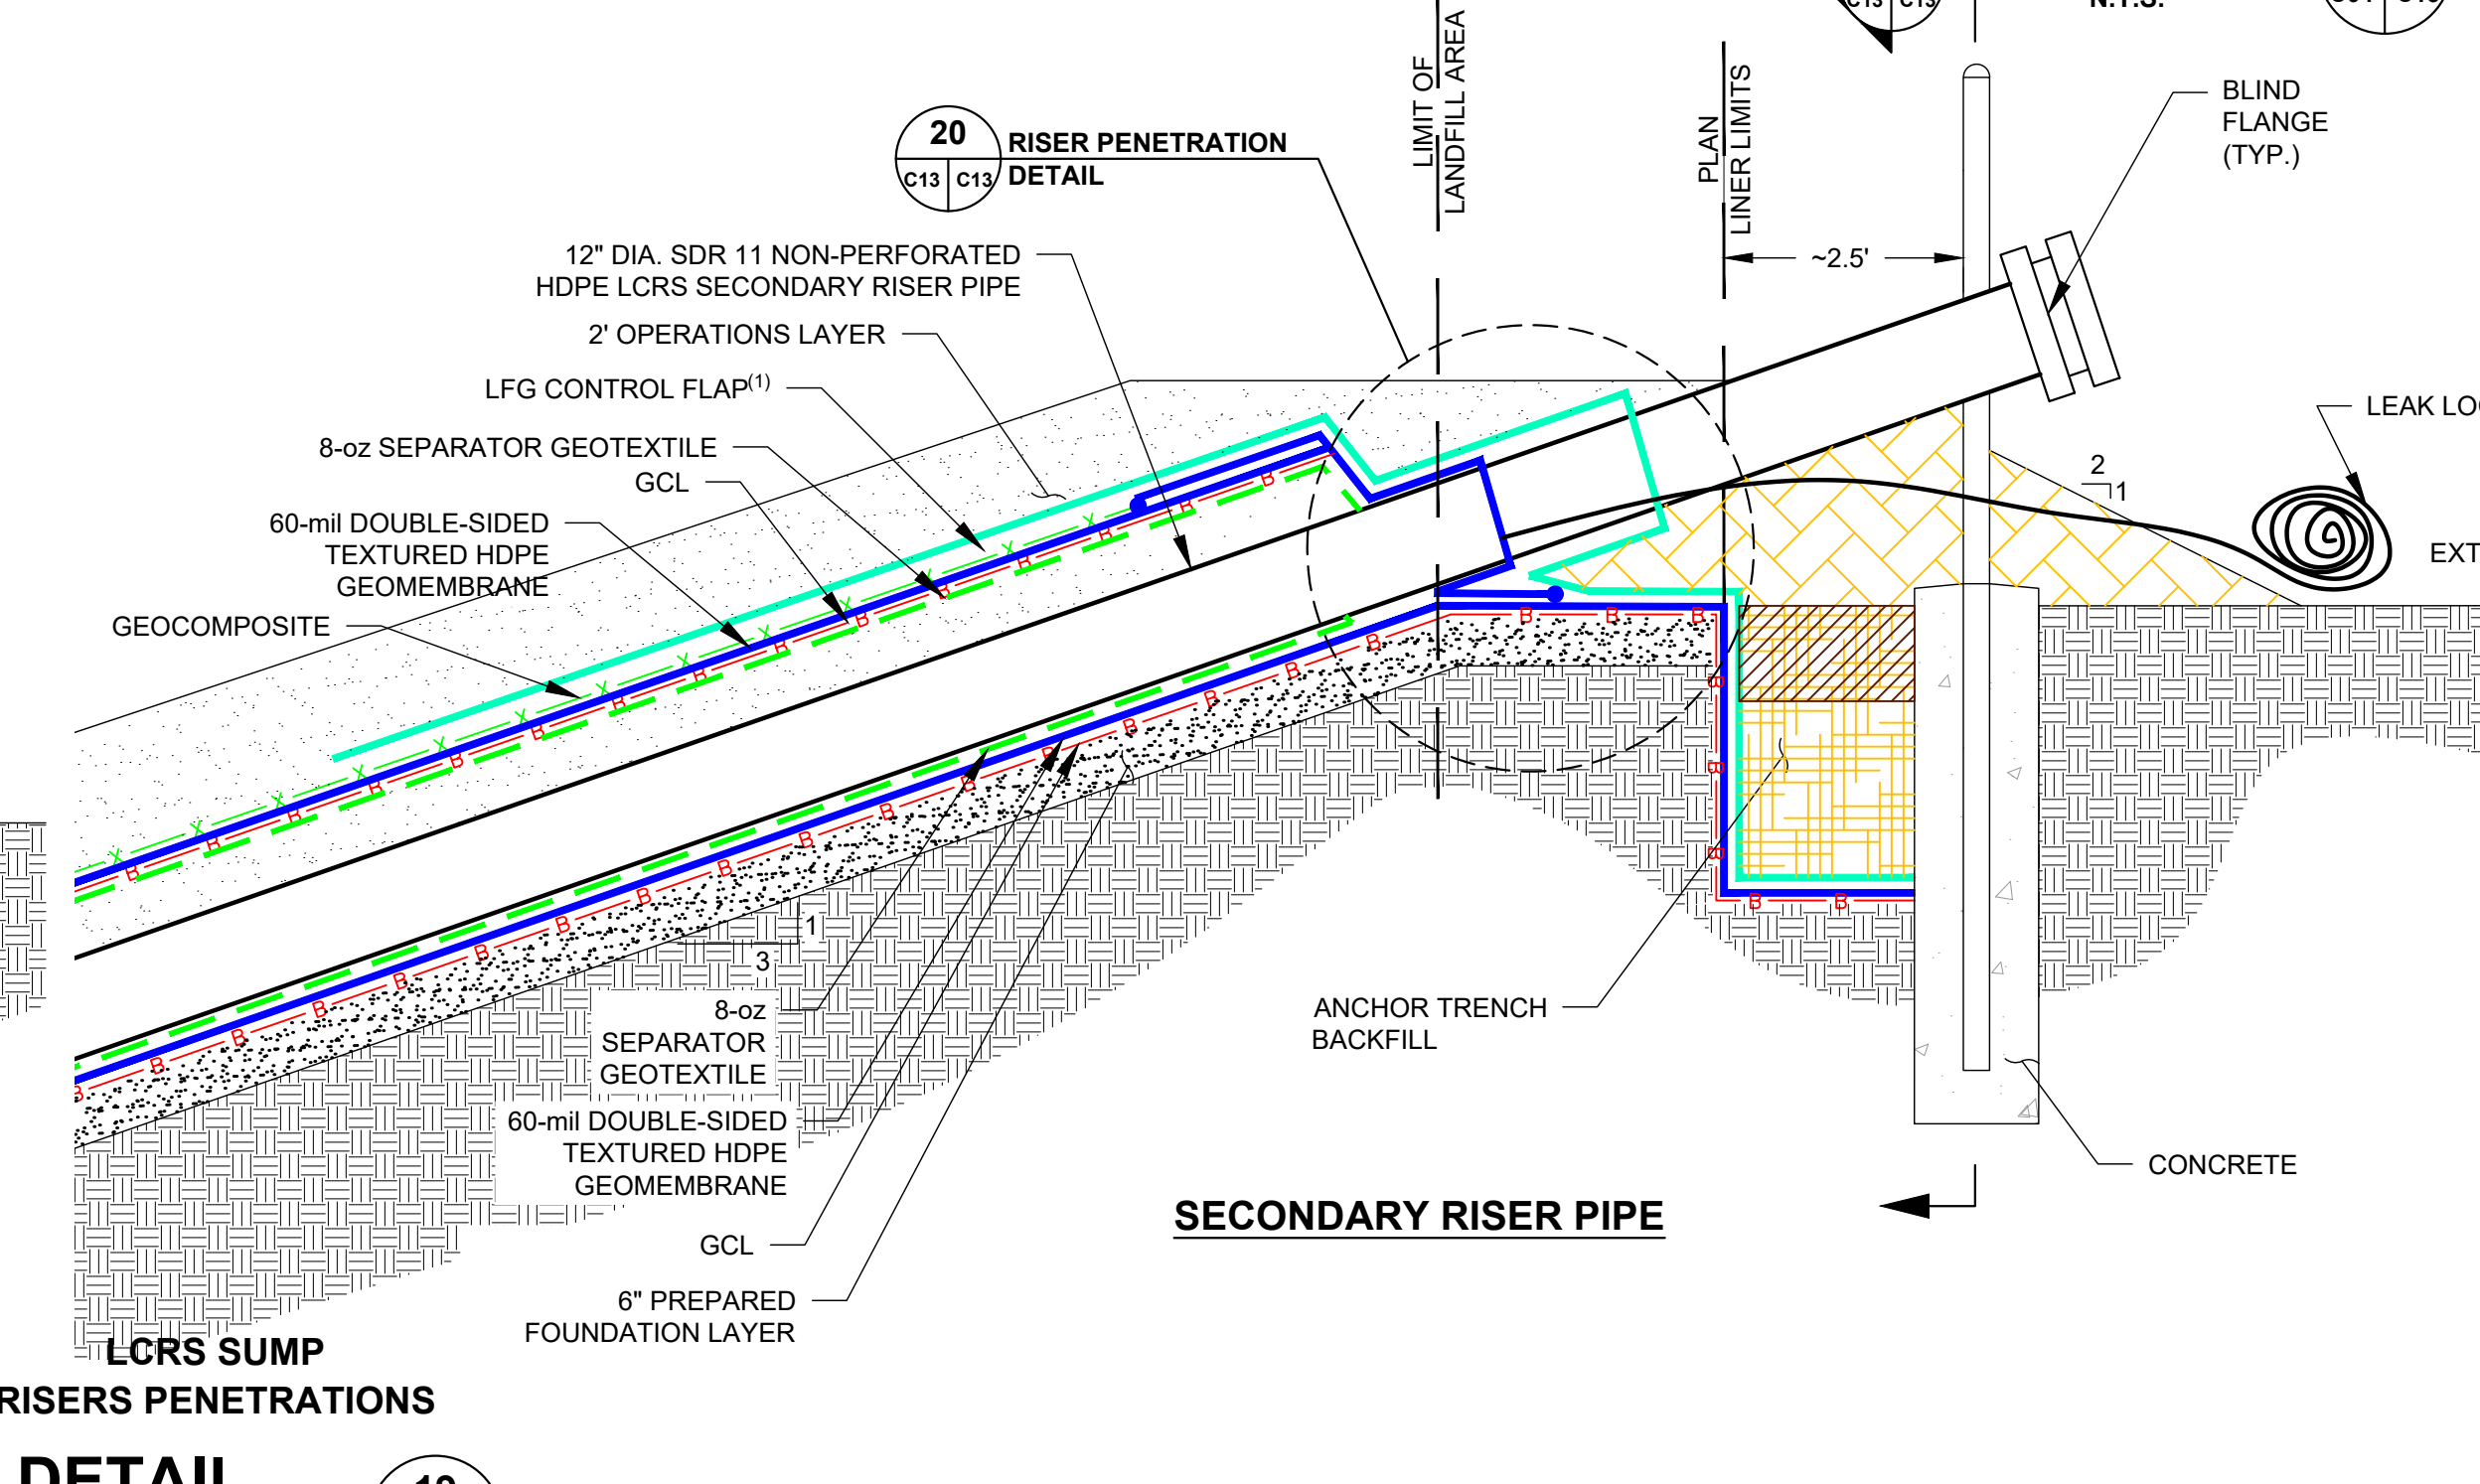 C13 C13
N.T.S.
LIMIT OF
LANDFILL AREA
PLAN
LINER LIMITS
BLIND
FLANGE
(TYP.)
20
C13 C13
RISER PENETRATION
DETAIL
12" DIA. SDR 11 NON-PERFORATED
HDPE LCRS SECONDARY RISER PIPE
~2.5'
2' OPERATIONS LAYER
LFG CONTROL FLAP(1)
8-oz SEPARATOR GEOTEXTILE
GCL
60-mil DOUBLE-SIDED
TEXTURED HDPE
GEOMEMBRANE
GEOCOMPOSITE
LEAK
2
1
1
3
8-oz
SEPARATOR
GEOTEXTILE
60-mil DOUBLE-SIDED
TEXTURED HDPE
GEOMEMBRANE
GCL
6" PREPARED
FOUNDATION LAYER
ANCHOR TRENCH
BACKFILL
CONCRETE
SECONDARY RISER PIPE
LCRS SUMP
RISERS PENETRATIONS
DETAIL